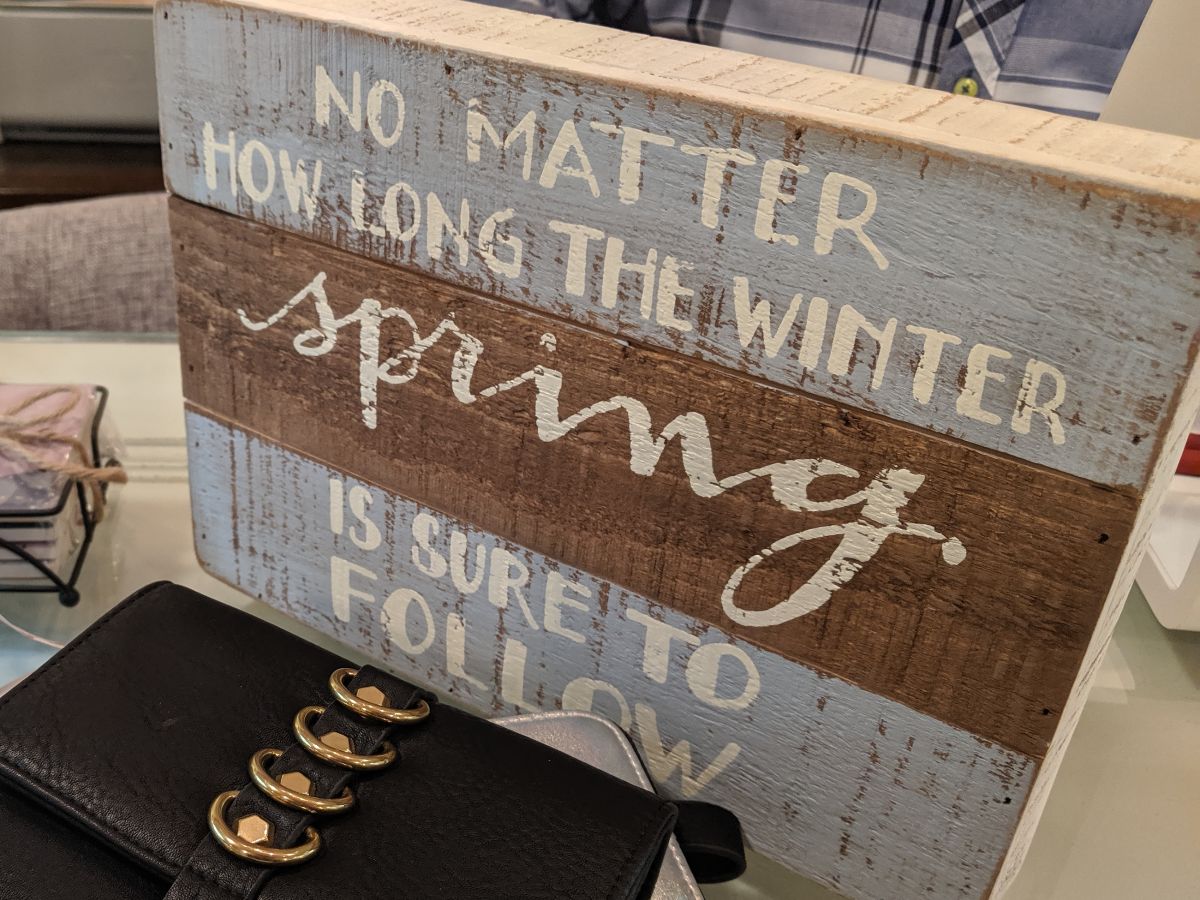 NO MATTER
HOW LONG THE WINTER
spring
IS SURE TO
FOLLOW